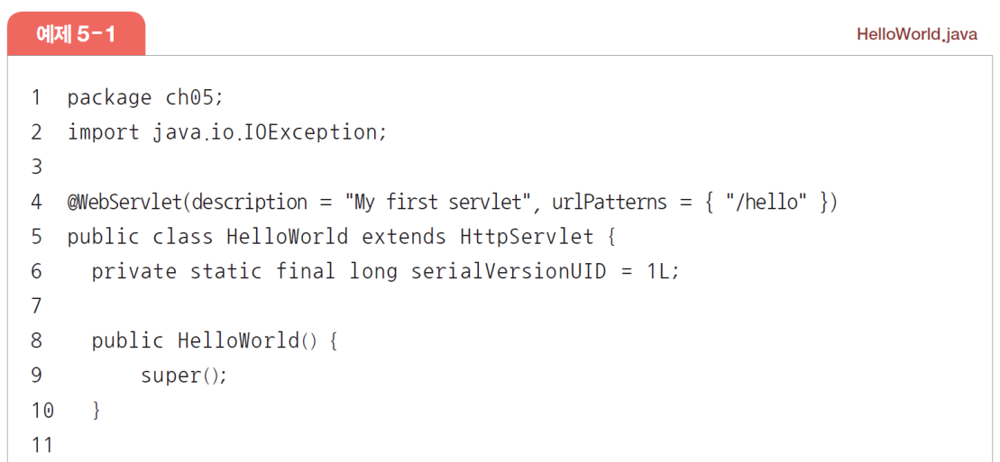 예제 5-1
HelloWorld.java
1 package ch05;
2 import java.io.IOException;
3
4 @WebServlet(description = "My first servlet", urlPatterns = { "/hello" })
5 public class HelloWorld extends HttpServlet {
6 private static final long serialVersionUID = 1L;
7
8 public HelloWorld() {
9 super();
10 }
11